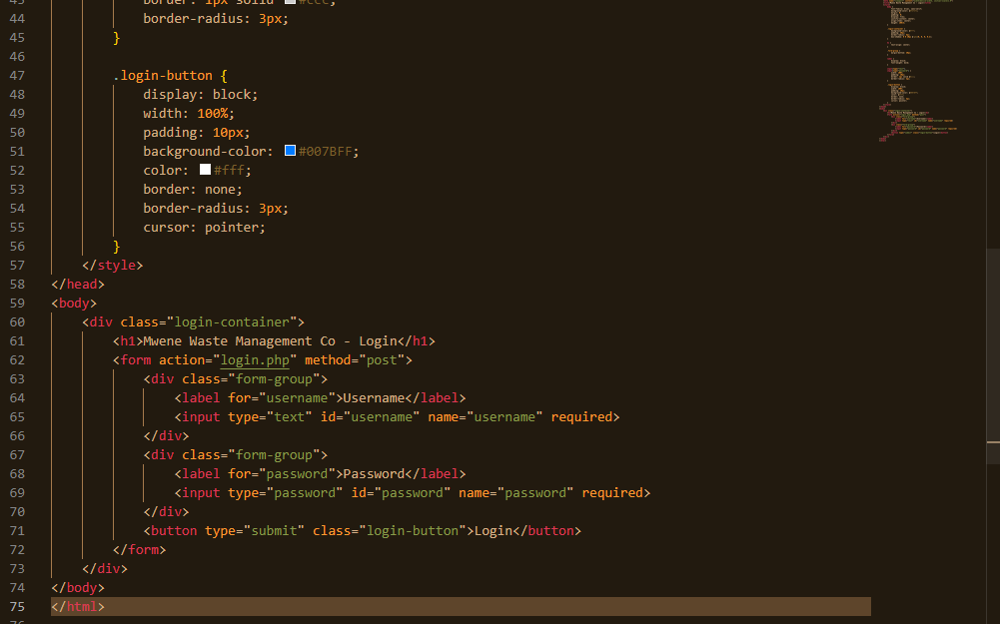 43 border: 1px solid #ccc;
44 border-radius: 3px;
45 }
46
47 .login-button {
48 display: block;
49 width: 100%;
50 padding: 10px;
51 background-color: #007BFF;
52 color: #fff;
53 border: none;
54 border-radius: 3px;
55 cursor: pointer;
56 }
57 </style>
58 </head>
59 <body>
60 <div class="login-container">
61 <h1>Mwene Waste Management Co - Login</h1>
62 <form action="login.php" method="post">
63 <div class="form-group">
64 <label for="username">Username</label>
65 <input type="text" id="username" name="username" required>
66 </div>
67 <div class="form-group">
68 <label for="password">Password</label>
69 <input type="password" id="password" name="password" required>
70 </div>
71 <button type="submit" class="login-button">Login</button>
72 </form>
73 </div>
74 </body>
75 </html>
76